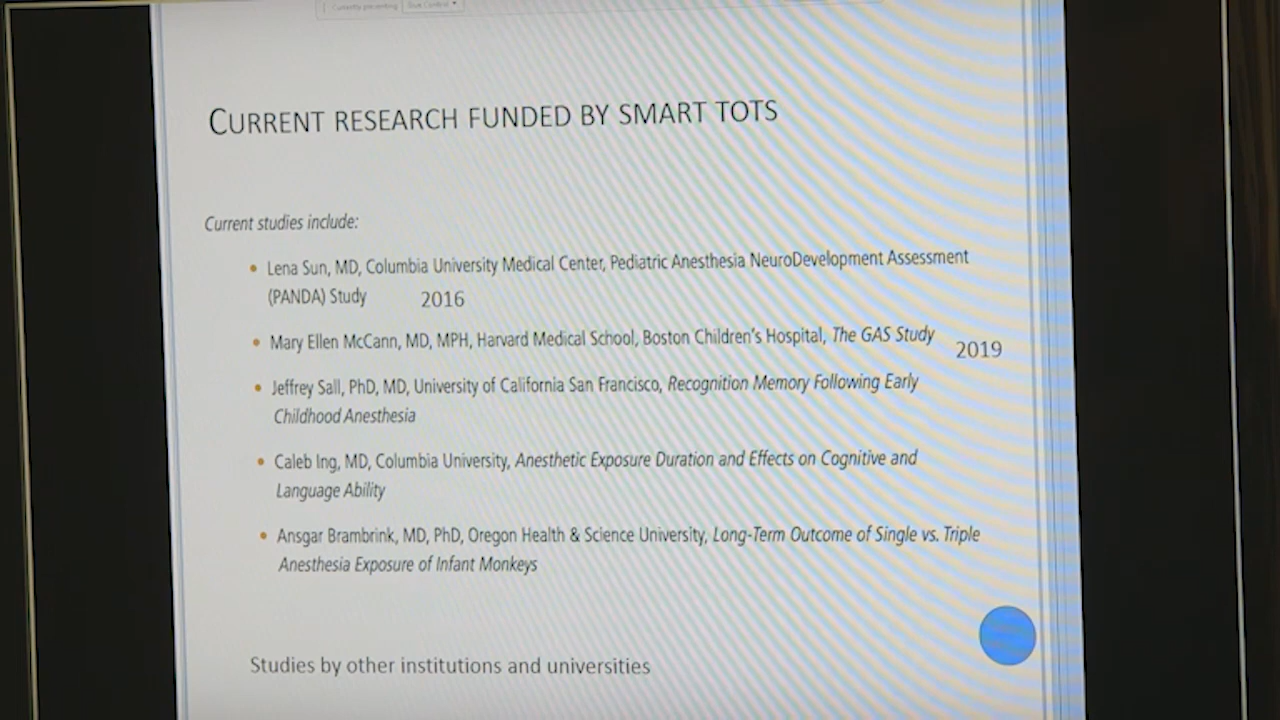 Currently presenting
Give Control
CURRENT RESEARCH FUNDED BY SMART TOTS
Current studies include:
• Lena Sun, MD, Columbia University Medical Center, Pediatric Anesthesia NeuroDevelopment Assessment
(PANDA) Study 2016
• Mary Ellen McCann, MD, MPH, Harvard Medical School, Boston Children's Hospital, The GAS Study
2019
• Jeffrey Sall, PhD, MD, University of California San Francisco, Recognition Memory Following Early
Childhood Anesthesia
• Caleb Ing, MD, Columbia University, Anesthetic Exposure Duration and Effects on Cognitive and
Language Ability
• Ansgar Brambrink, MD, PhD, Oregon Health & Science University, Long-Term Outcome of Single vs. Triple
Anesthesia Exposure of Infant Monkeys
Studies by other institutions and universities